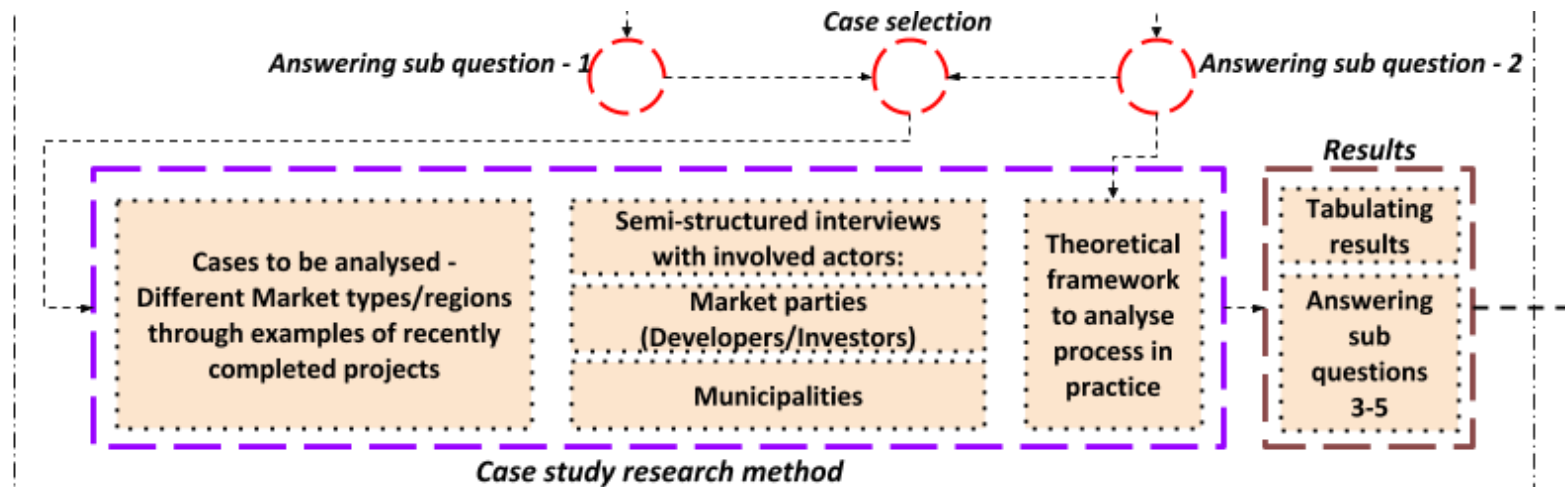 Case selection
Answering sub question - 1
Answering sub question - 2
Results
Cases to be analysed -
Different Market types/regions
through examples of recently
completed projects
Semi-structured interviews
with involved actors:
Market parties
(Developers/Investors)
Municipalities
Theoretical
framework
to analyse
process in
practice
Tabulating
results
Answering
sub
questions
3-5
Case study research method